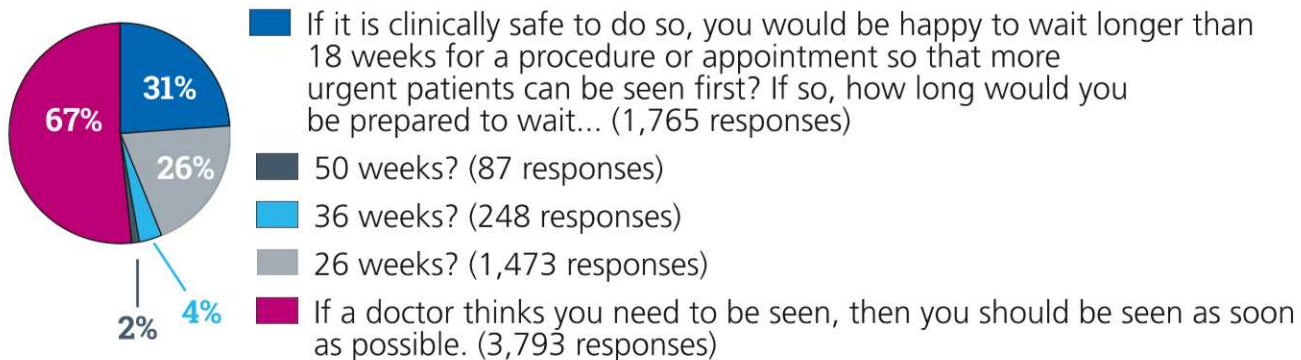 31%
67%
26%
2%
4%
If it is clinically safe to do so, you would be happy to wait longer than
18 weeks for a procedure or appointment so that more
urgent patients can be seen first? If so, how long would you
be prepared to wait... (1,765 responses)
50 weeks? (87 responses)
36 weeks? (248 responses)
26 weeks? (1,473 responses)
If a doctor thinks you need to be seen, then you should be seen as soon
as possible. (3,793 responses)